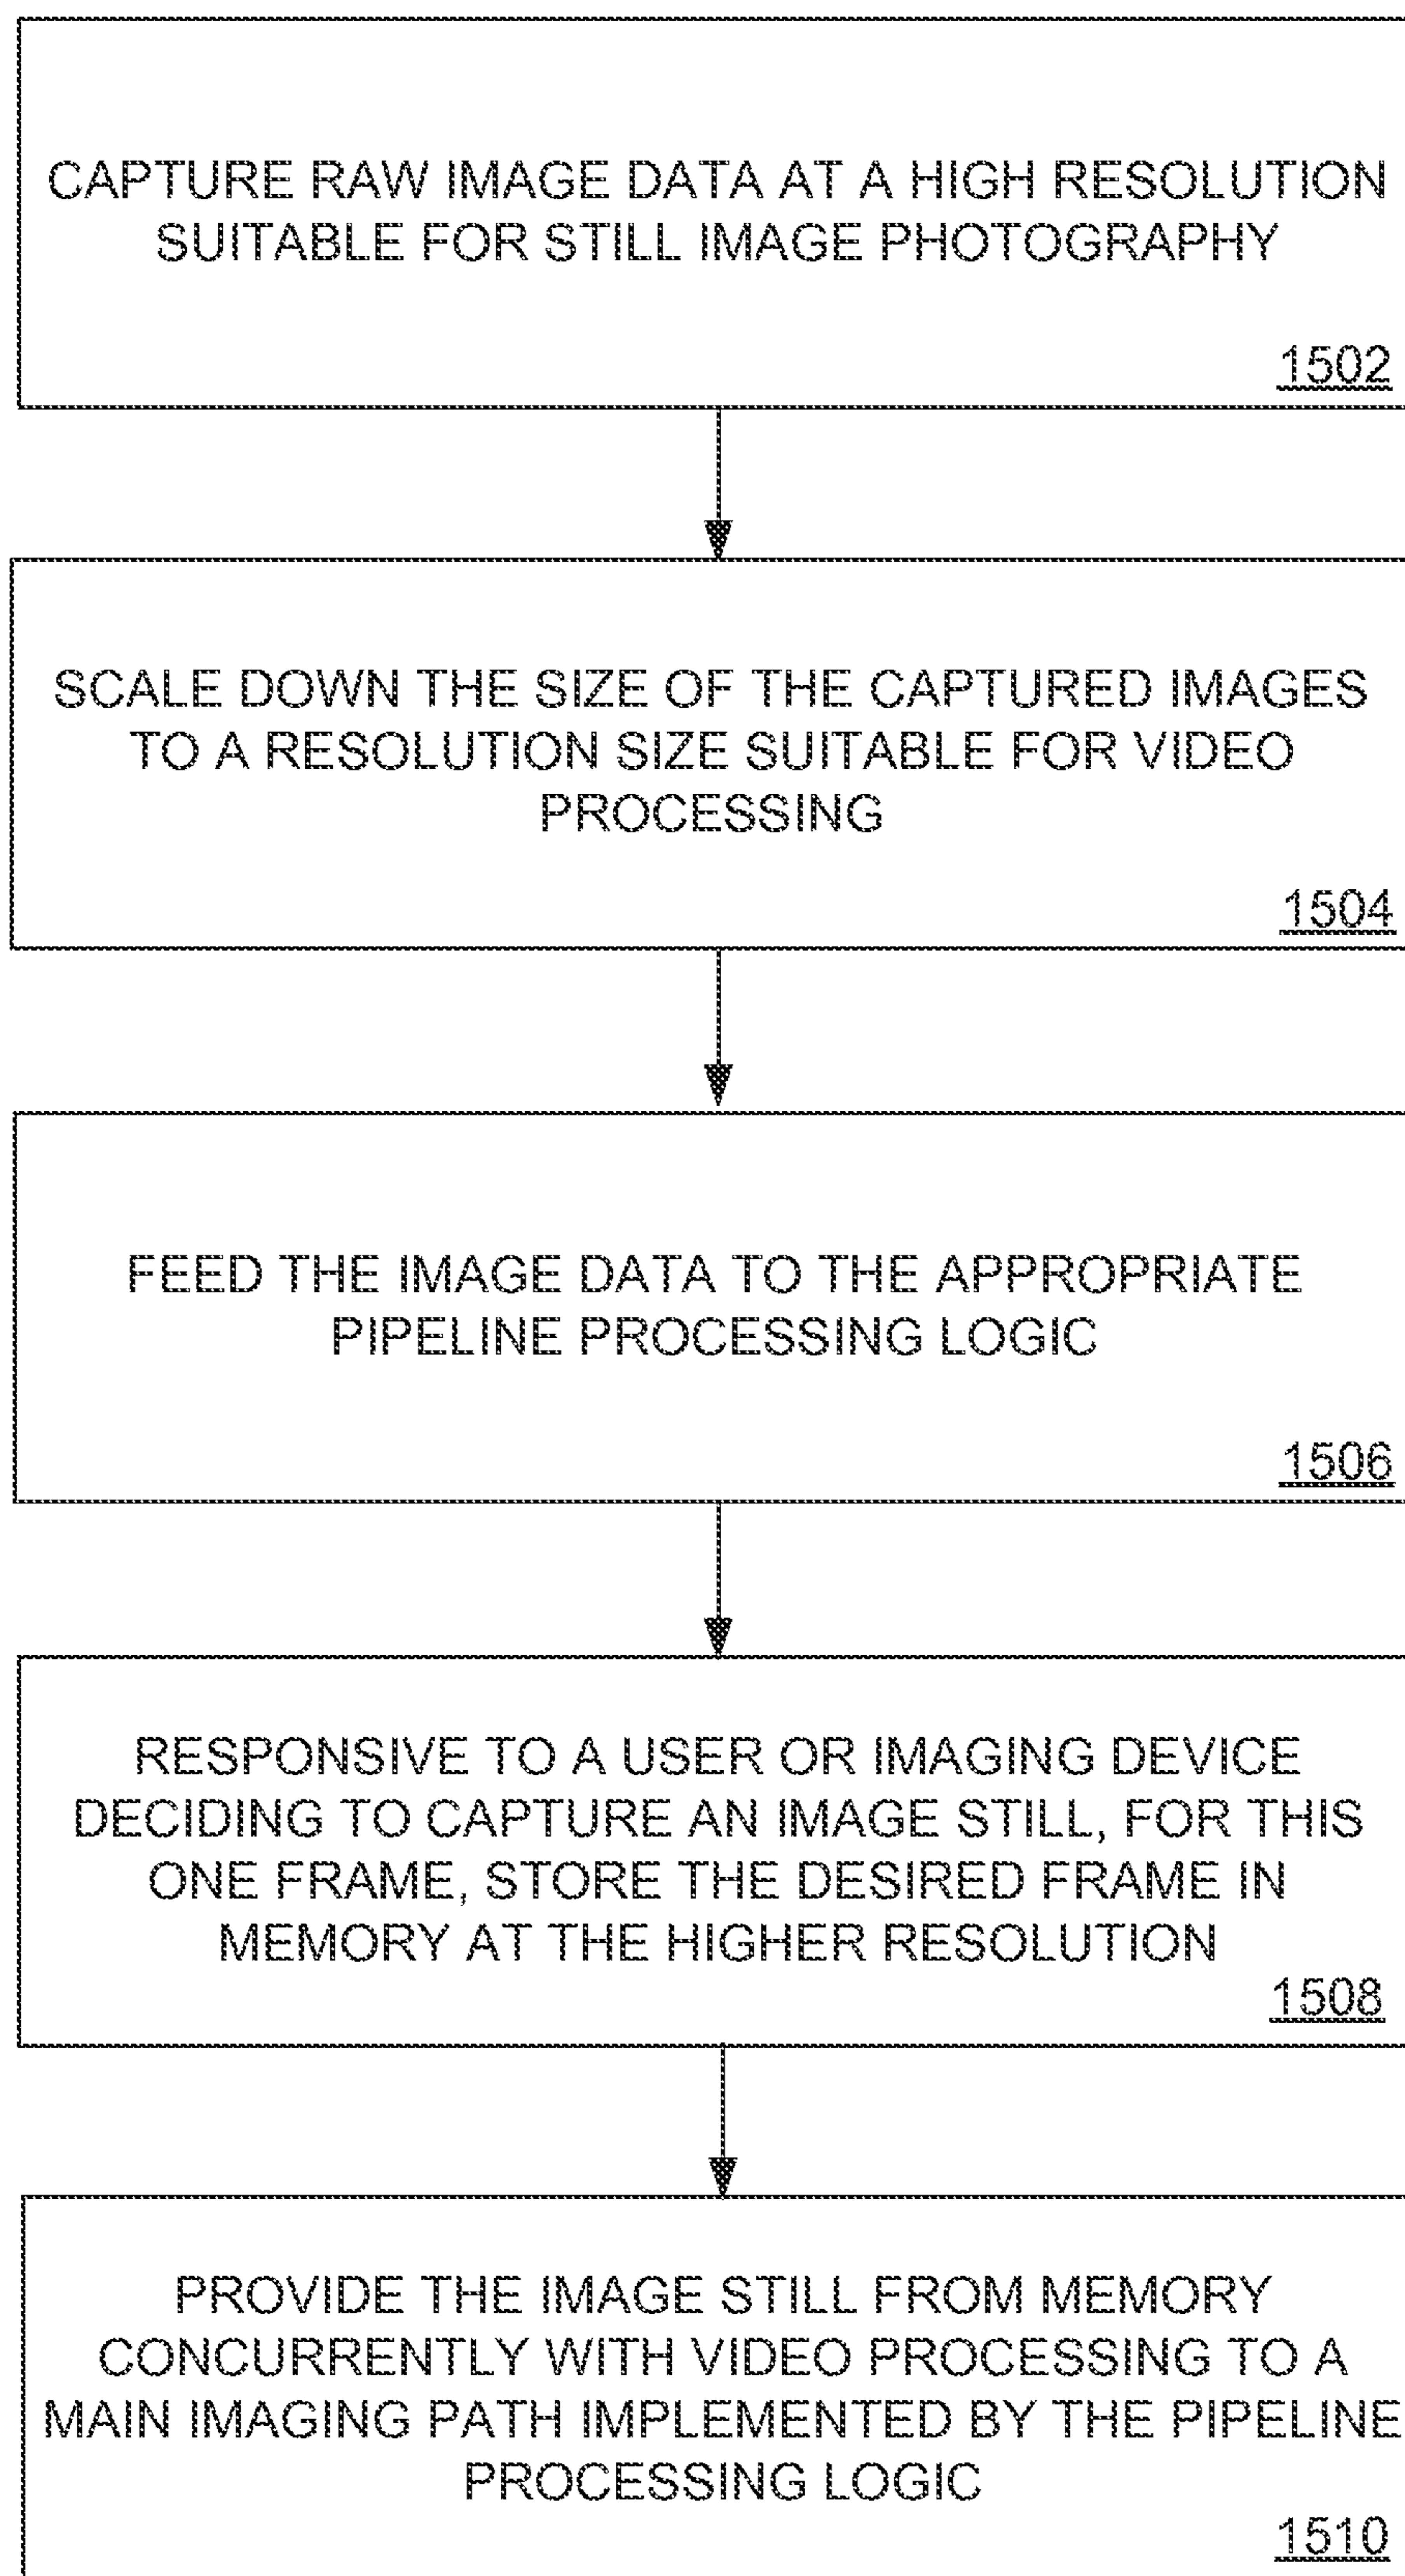 CAPTURE RAW IMAGE DATA AT A HIGH RESOLUTION
SUITABLE FOR STILL IMAGE PHOTOGRAPHY
1502
SCALE DOWN THE SIZE OF THE CAPTURED IMAGES
TO A RESOLUTION SIZE SUITABLE FOR VIDEO
PROCESSING
1504
FEED THE IMAGE DATA TO THE APPROPRIATE
PIPELINE PROCESSING LOGIC
1506
RESPONSIVE TO A USER OR IMAGING DEVICE
DECIDING TO CAPTURE AN IMAGE STILL, FOR THIS
ONE FRAME, STORE THE DESIRED FRAME IN
MEMORY AT THE HIGHER RESOLUTION
1508
PROVIDE THE IMAGE STILL FROM MEMORY
CONCURRENTLY WITH VIDEO PROCESSING TO A
MAIN IMAGING PATH IMPLEMENTED BY THE PIPELINE
PROCESSING LOGIC
1510